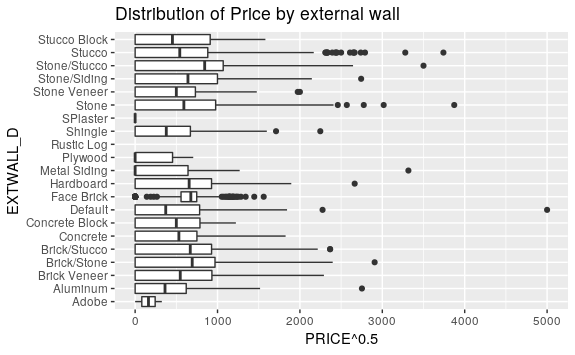 Distribution of Price by external wall
EXTWALL_D
Stucco Block
Stucco
Stone/Stucco
Stone/Siding
Stone Veneer
Stone
SPlaster
Shingle
Rustic Log
Plywood
Metal Siding
Hardboard
Face Brick
Default
Concrete Block
Concrete
Brick/Stucco
Brick/Stone
Brick Veneer
Aluminum
Adobe
0 1000 2000 3000 4000 5000
PRICE^0.5